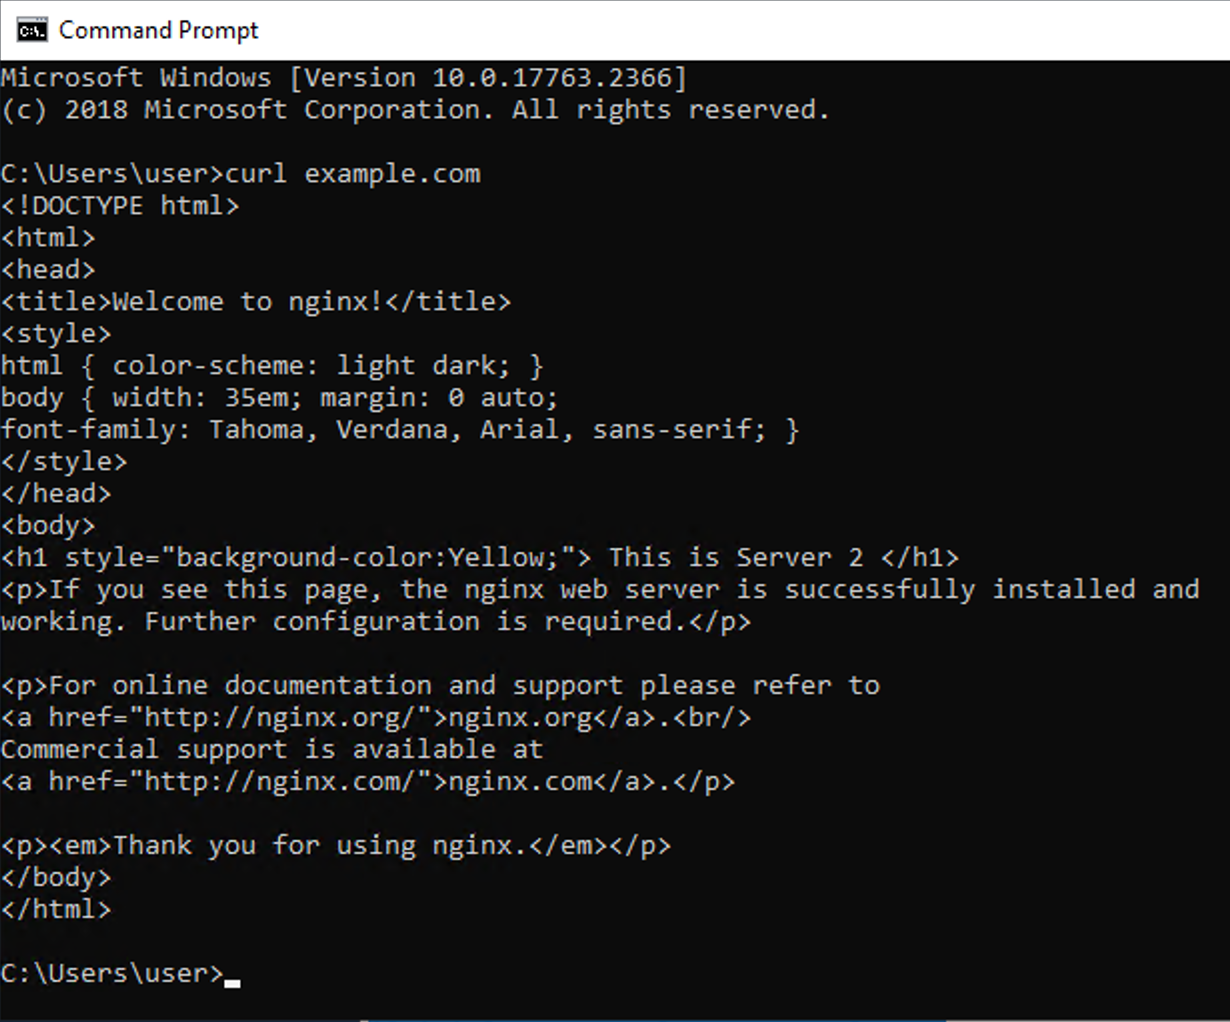 Command Prompt
Microsoft Windows [Version 10.0.17763.2366]
(c) 2018 Microsoft Corporation. All rights reserved.
C:\Users\user>curl example.com
<!DOCTYPE html>
<html>
<head>
<title>Welcome to nginx!</title>
<style>
html { color-scheme: light dark; }
body { width: 35em; margin: 0 auto;
font-family: Tahoma, Verdana, Arial, sans-serif; }
</style>
</head>
<body>
<h1 style="background-color:Yellow;"> This is Server 2 </h1>
<p>If you see this page, the nginx web server is successfully installed and
working. Further configuration is required.</p>
<p>For online documentation and support please refer to
<a href="http://nginx.org/">nginx.org</a>.<br/>
Commercial support is available at
<a href="http://nginx.com/">nginx.com</a>.</p>
<p><em>Thank you for using nginx.</em></p>
</body>
</html>
C:\Users\user>